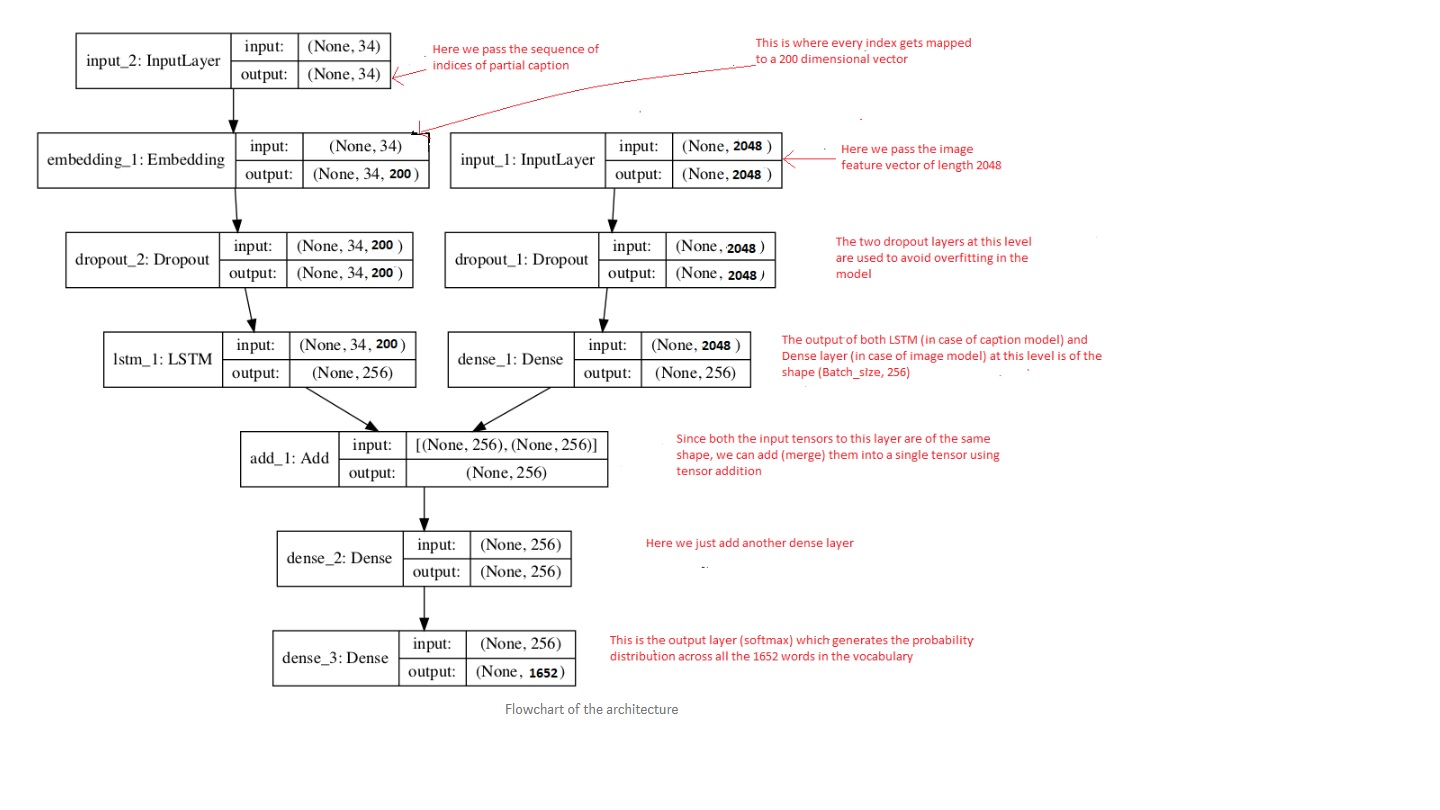 input_2: InputLayer
input: (None, 34)
output: (None, 34)
Here we pass the sequence of
indices of partial caption
This is where every index gets mapped
to a 200 dimensional vector
embedding_1: Embedding
input: (None, 34)
output: (None, 34, 200 )
input_1: InputLayer
input: (None, 2048 )
output: (None, 2048 )
Here we pass the image
feature vector of length 2048
dropout_2: Dropout
input: (None, 34, 200 )
output: (None, 34, 200 )
dropout_1: Dropout
input: (None, 2048 )
output: (None, 2048 )
The two dropout layers at this level
are used to avoid overfitting in the
model
lstm_1: LSTM
input: (None, 34, 200 )
output: (None, 256)
dense_1: Dense
input: (None, 2048 )
output: (None, 256)
The output of both LSTM (in case of caption model) and
Dense layer (in case of image model) at this level is of the
shape (Batch_size, 256)
add_1: Add
input: [(None, 256), (None, 256)]
output: (None, 256)
Since both the input tensors to this layer are of the same
shape, we can add (merge) them into a single tensor using
tensor addition
dense_2: Dense
input: (None, 256)
output: (None, 256)
Here we just add another dense layer
dense_3: Dense
input: (None, 256)
output: (None, 1652)
This is the output layer (softmax) which generates the probability
distribution across all the 1652 words in the vocabulary
Flowchart of the architecture